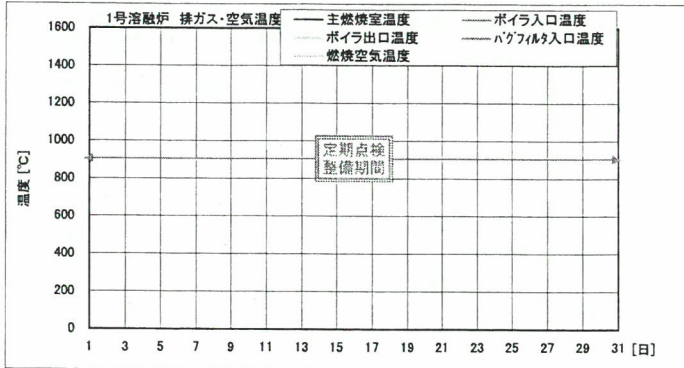 1号溶融炉 排ガス・空気温度
主燃焼室温度 ボイラ入口温度
ボイラ出口温度 バグフィルタ入口温度
燃焼空気温度
温度 [℃]
1600
1400
1200
1000
800
600
400
200
0
定期点検
整備期間
1 3 5 7 9 11 13 15 17 19 21 23 25 27 29 31 [日]